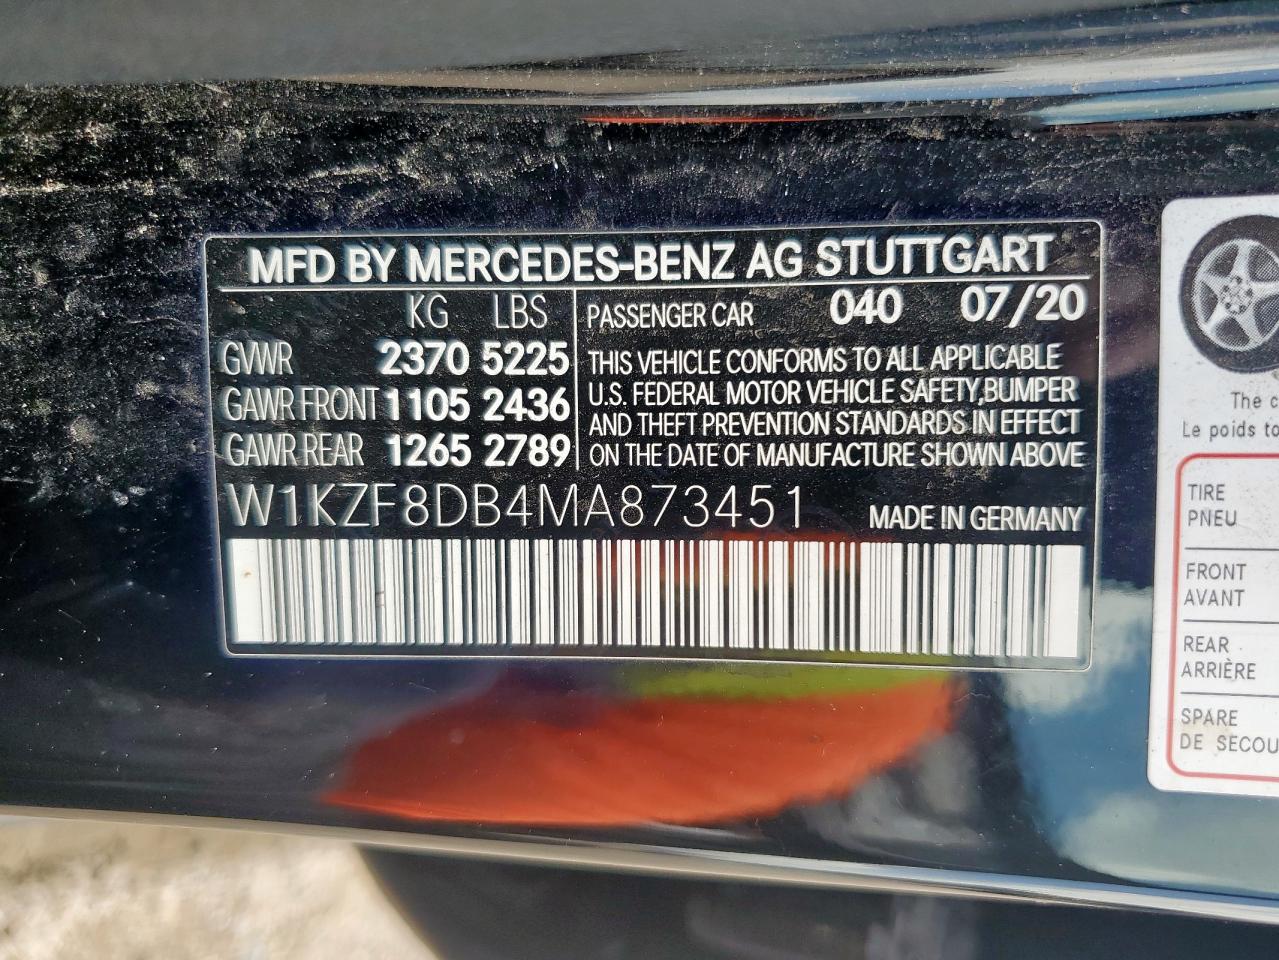 MFD BY MERCEDES-BENZ AG STUTTGART
KG LBS
GVWR 2370 5225
GAWR FRONT 1105 2436
GAWR REAR 1265 2789
PASSENGER CAR 040 07/20
THIS VEHICLE CONFORMS TO ALL APPLICABLE
U.S. FEDERAL MOTOR VEHICLE SAFETY, BUMPER
AND THEFT PREVENTION STANDARDS IN EFFECT
ON THE DATE OF MANUFACTURE SHOWN ABOVE
W1KZF8DB4MA873451 MADE IN GERMANY
The c
Le poids to
TIRE
PNEU
FRONT
AVANT
REAR
ARRIÈRE
SPARE
DE SECOU